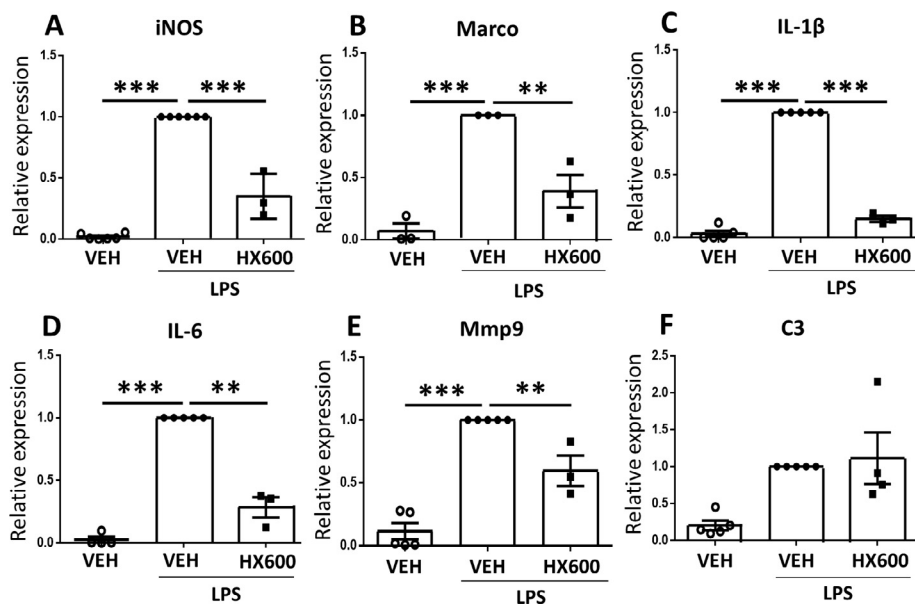 A iNOS
Relative expression
1.5
1.0
0.5
0.0
*** ***
VEH VEH HX600
LPS
B Marco
Relative expression
1.5
1.0
0.5
0.0
*** **
VEH VEH HX600
LPS
C IL-1β
Relative expression
1.5
1.0
0.5
0.0
*** ***
VEH VEH HX600
LPS
D IL-6
Relative expression
1.5
1.0
0.5
0.0
*** **
VEH VEH HX600
LPS
E Mmp9
Relative expression
1.5
1.0
0.5
0.0
*** **
VEH VEH HX600
LPS
F C3
Relative expression
2.5
2.0
1.5
1.0
0.5
0.0
VEH VEH HX600
LPS